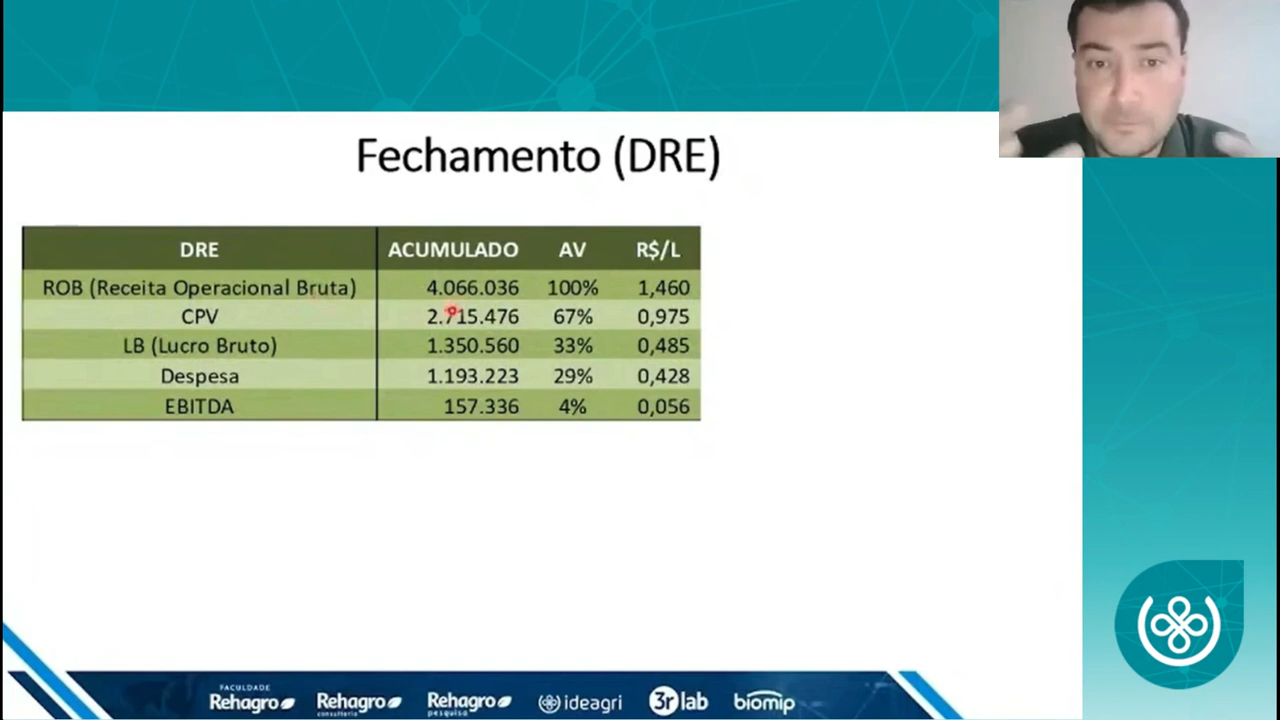 Fechamento (DRE)
DRE ACUMULADO AV R$/L
ROB (Receita Operacional Bruta) 4.066.036 100% 1,460
CPV 2.715.476 67% 0,975
LB (Lucro Bruto) 1.350.560 33% 0,485
Despesa 1.193.223 29% 0,428
EBITDA 157.336 4% 0,056
FACULDADE
Rehagro
Rehagro
consultoria
Rehagro
pesquisa
ideagri
3rlab
biomip